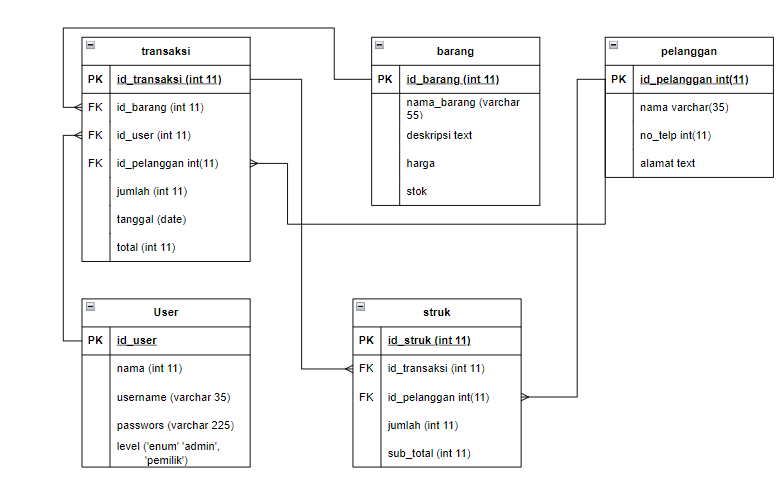 transaksi
PK id_transaksi (int 11)
FK id_barang (int 11)
FK id_user (int 11)
FK id_pelanggan int(11)
jumlah (int 11)
tanggal (date)
total (int 11)
barang
PK id_barang (int 11)
nama_barang (varchar
55)
deskripsi text
harga
stok
pelanggan
PK id_pelanggan int(11)
nama varchar(35)
no_telp int(11)
alamat text
User
PK id_user
nama (int 11)
username (varchar 35)
passwors (varchar 225)
level ('enum' 'admin',
'pemilik')
struk
PK id_struk (int 11)
FK id_transaksi (int 11)
FK id_pelanggan int(11)
jumlah (int 11)
sub_total (int 11)